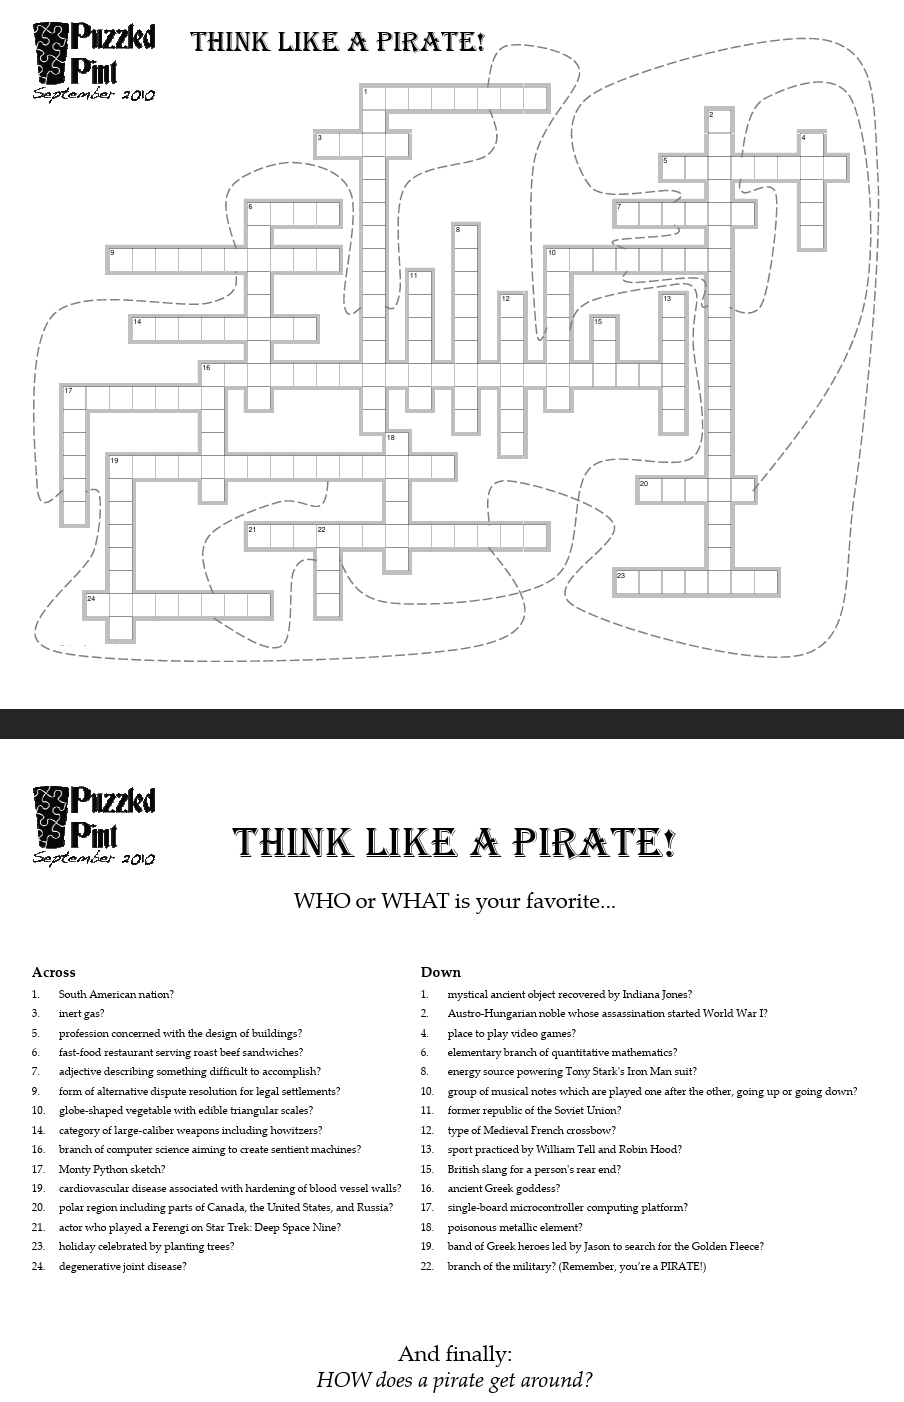 Puzzled
Pint
September 2010
THINK LIKE A PIRATE!
1
2
3
4
5
6
7
8
9
10
11
12
13
14
15
16
17
18
19
20
21
22
23
24
Puzzled
Pint
September 2010
THINK LIKE A PIRATE!
WHO or WHAT is your favorite...
Across
1. South American nation?
3. inert gas?
5. profession concerned with the design of buildings?
6. fast-food restaurant serving roast beef sandwiches?
7. adjective describing something difficult to accomplish?
9. form of alternative dispute resolution for legal settlements?
10. globe-shaped vegetable with edible triangular scales?
14. category of large-caliber weapons including howitzers?
16. branch of computer science aiming to create sentient machines?
17. Monty Python sketch?
19. cardiovascular disease associated with hardening of blood vessel walls?
20. polar region including parts of Canada, the United States, and Russia?
21. actor who played a Ferengi on Star Trek: Deep Space Nine?
23. holiday celebrated by planting trees?
24. degenerative joint disease?
Down
1. mystical ancient object recovered by Indiana Jones?
2. Austro-Hungarian noble whose assassination started World War I?
4. place to play video games?
6. elementary branch of quantitative mathematics?
8. energy source powering Tony Stark's Iron Man suit?
10. group of musical notes which are played one after the other, going up or going down?
11. former republic of the Soviet Union?
12. type of Medieval French crossbow?
13. sport practiced by William Tell and Robin Hood?
15. British slang for a person's rear end?
16. ancient Greek goddess?
17. single-board microcontroller computing platform?
18. poisonous metallic element?
19. band of Greek heroes led by Jason to search for the Golden Fleece?
22. branch of the military? (Remember, you're a PIRATE!)
And finally:
HOW does a pirate get around?